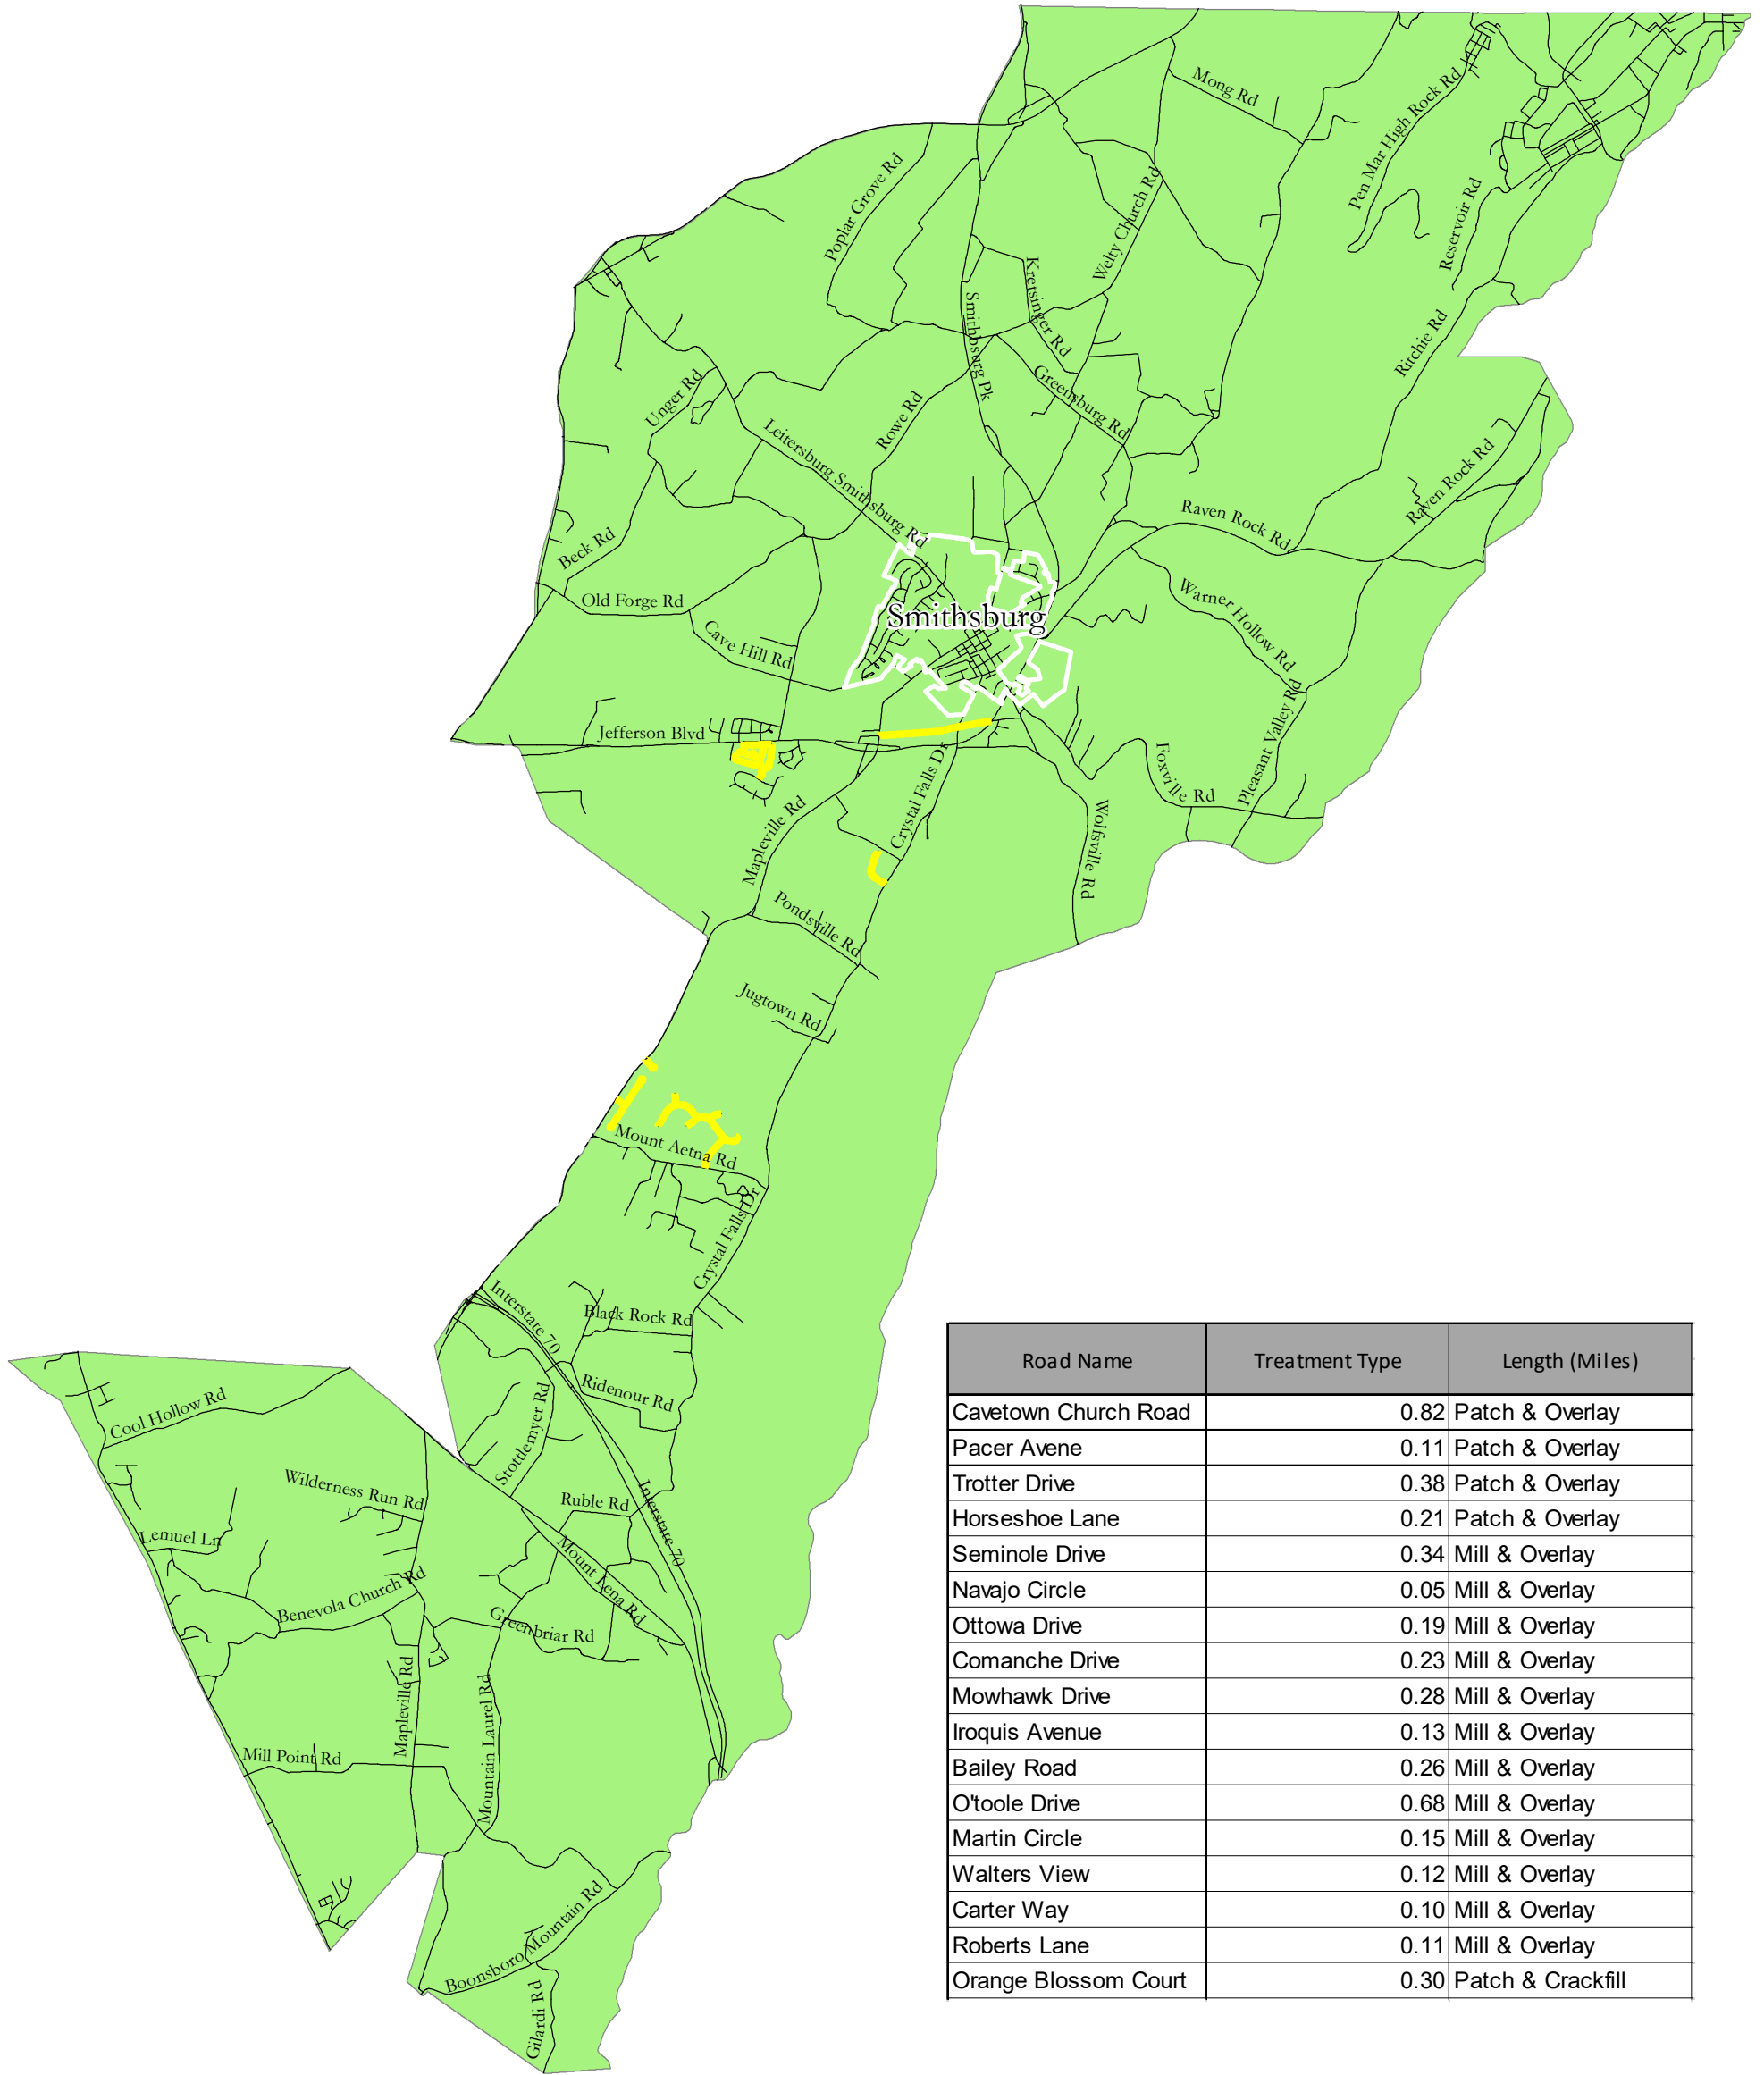 Mong Rd
Pen Mar High Rock Rd
Reservoir Rd
Poplar Grove Rd
Welty Church Rd
Kretsinger Rd
Smithsburg Pk
Ritchie Rd
Greensburg Rd
Unger Rd
Rowe Rd
Leitersburg Smithsburg Rd
Raven Rock Rd
Raven Rock Rd
Beck Rd
Old Forge Rd
Smithsburg
Warner Hollow Rd
Cave Hill Rd
Jefferson Blvd
Pleasant Valley Rd
Foxville Rd
Crystal Falls Dr
Mapleville Rd
Wolfsville Rd
Pondsville Rd
Jugtown Rd
Mount Aetna Rd
Crystal Falls Dr
Interstate 70
Black Rock Rd
Ridenour Rd
Cool Hollow Rd
Stottlemyer Rd
Wilderness Run Rd
Ruble Rd
Interstate 70
Lemuel Ln
Mount Lena Rd
Benevola Church Rd
Greenbriar Rd
Mapleville Rd
Mountain Laurel Rd
Mill Point Rd
Boonsboro Mountain Rd
Gilardi Rd
Road Name Treatment Type Length (Miles)
Cavetown Church Road 0.82 Patch & Overlay
Pacer Avene 0.11 Patch & Overlay
Trotter Drive 0.38 Patch & Overlay
Horseshoe Lane 0.21 Patch & Overlay
Seminole Drive 0.34 Mill & Overlay
Navajo Circle 0.05 Mill & Overlay
Ottowa Drive 0.19 Mill & Overlay
Comanche Drive 0.23 Mill & Overlay
Mowhawk Drive 0.28 Mill & Overlay
Iroquis Avenue 0.13 Mill & Overlay
Bailey Road 0.26 Mill & Overlay
O'toole Drive 0.68 Mill & Overlay
Martin Circle 0.15 Mill & Overlay
Walters View 0.12 Mill & Overlay
Carter Way 0.10 Mill & Overlay
Roberts Lane 0.11 Mill & Overlay
Orange Blossom Court 0.30 Patch & Crackfill